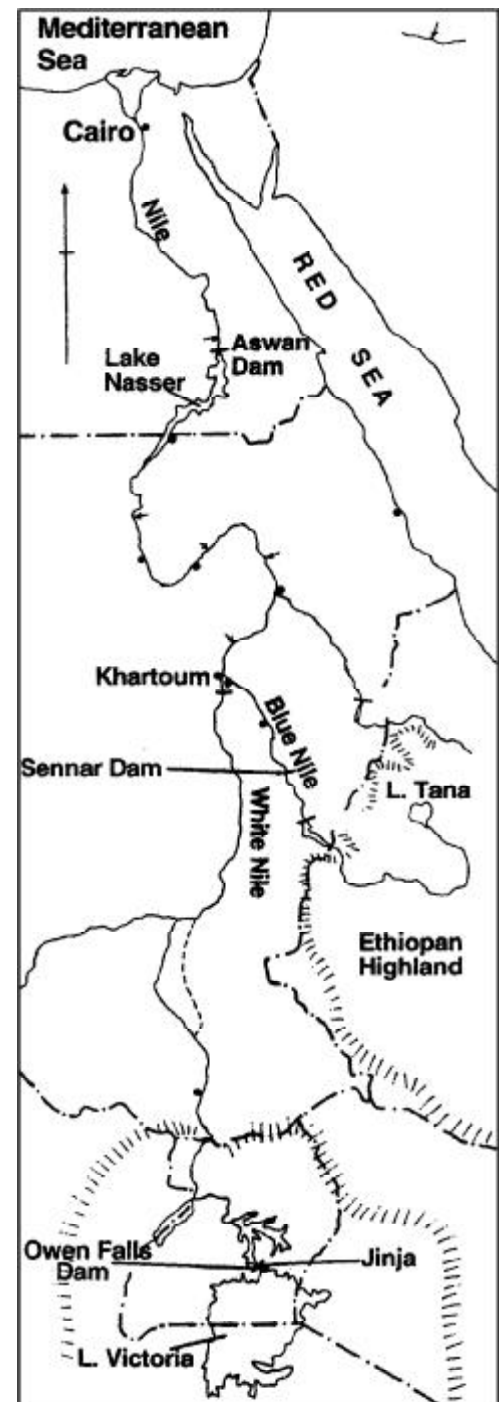 Mediterranean
Sea
Cairo
Nile
RED SEA
Lake
Nasser
Aswan
Dam
Khartoum
Blue Nile
Sennar Dam
White Nile
L. Tana
Ethiopan
Highland
Owen Falls
Dam
Jinja
L. Victoria